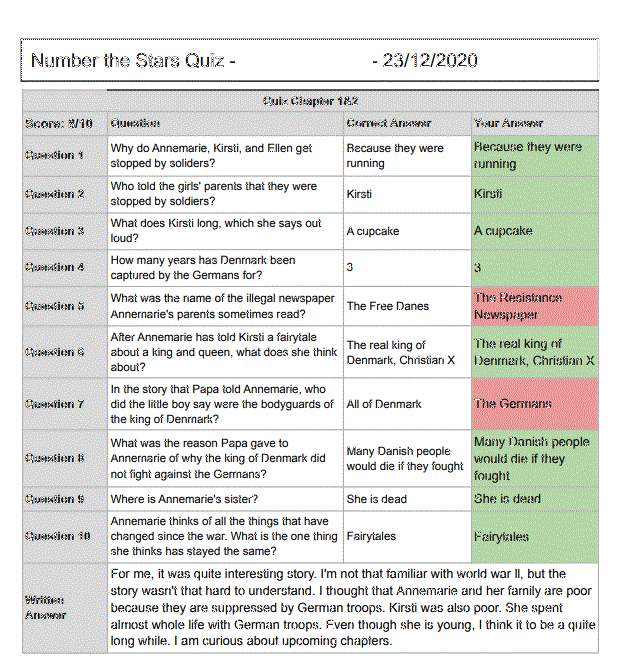 Number the Stars Quiz - - 23/12/2020
Quiz Chapter 1&2
Score: 8/10 Question Correct Answer Your Answer
Question 1
Why do Annemarie, Kirsti, and Ellen get
stopped by soliders?
Because they were
running
Because they were
running
Question 2
Who told the girls' parents that they were
stopped by soldiers?
Kirsti
Kirsti
Question 3
What does Kirsti long, which she says out
loud?
A cupcake
A cupcake
Question 4
How many years has Denmark been
captured by the Germans for?
3
3
Question 5
What was the name of the illegal newspaper
Annemarie's parents sometimes read?
The Free Danes
The Resistance
Newspaper
Question 6
After Annemarie has told Kirsti a fairytale
about a king and queen, what does she think
about?
The real king of
Denmark, Christian X
The real king of
Denmark, Christian X
Question 7
In the story that Papa told Annemarie, who
did the little boy say were the bodyguards of
the king of Denmark?
All of Denmark
The Germans
Question 8
What was the reason Papa gave to
Annemarie of why the king of Denmark did
not fight against the Germans?
Many Danish people
would die if they fought
Many Danish people
would die if they
fought
Question 9
Where is Annemarie's sister?
She is dead
She is dead
Question 10
Annemarie thinks of all the things that have
changed since the war. What is the one thing
she thinks has stayed the same?
Fairytales
Fairytales
Written
Answer
For me, it was quite interesting story. I'm not that familiar with world war II, but the
story wasn't that hard to understand. I thought that Annemarie and her family are poor
because they are suppressed by German troops. Kirsti was also poor. She spent
almost whole life with German troops. Even though she is young, I think it to be a quite
long while. I am curious about upcoming chapters.